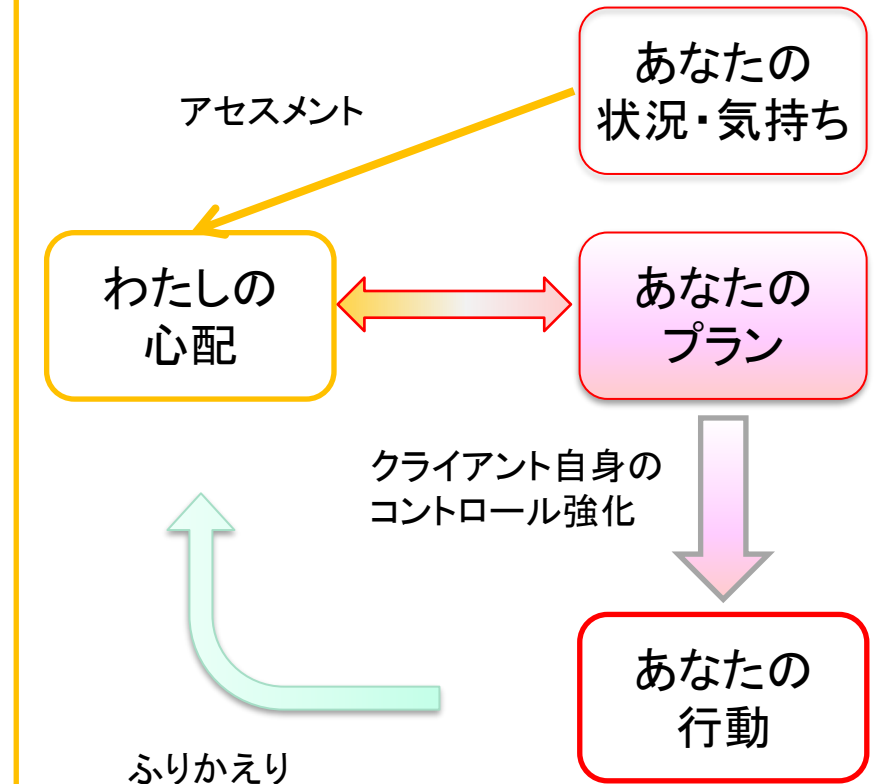 あなたの
状況・気持ち
アセスメント
わたしの
心配
あなたの
プラン
クライアント自身の
コントロール強化
あなたの
行動
ふりかえり